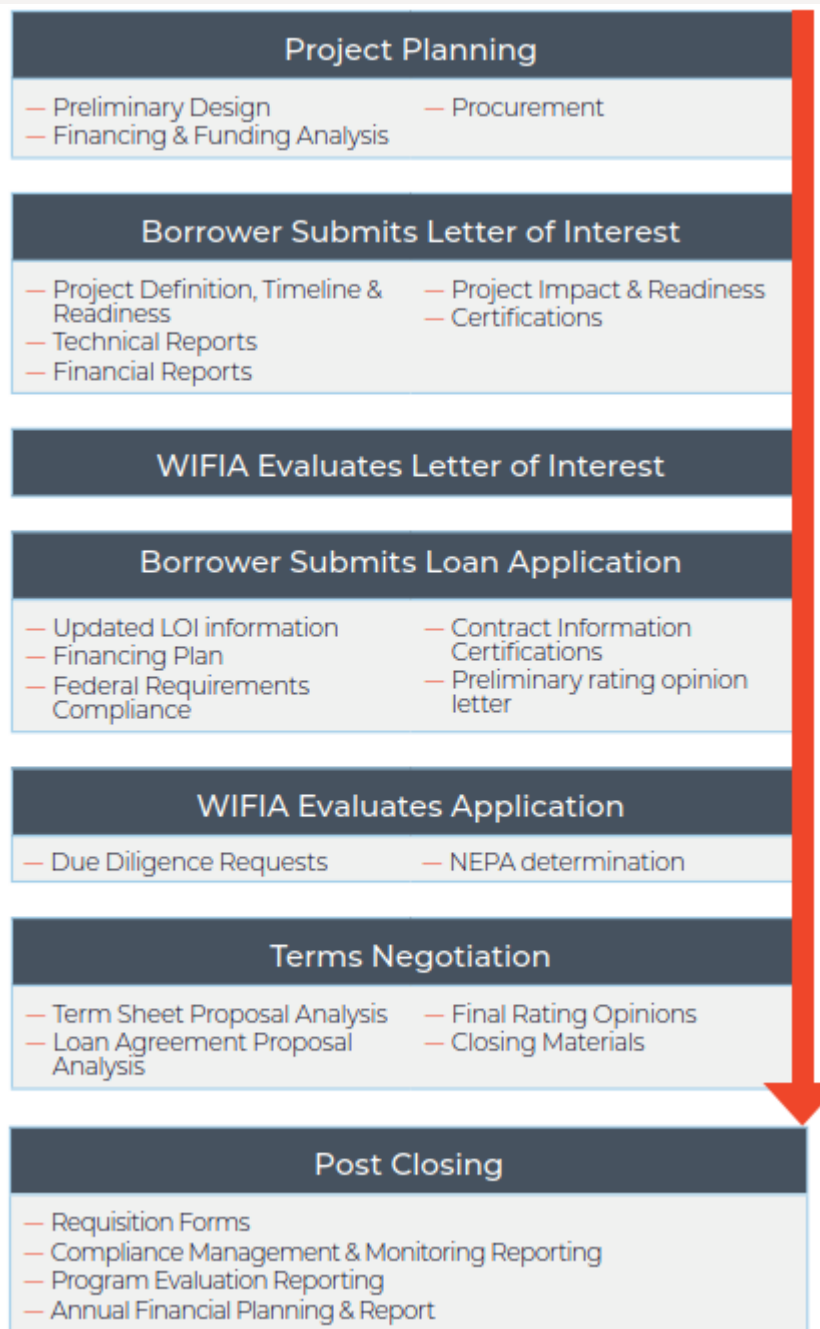 Project Planning
— Preliminary Design
— Financing & Funding Analysis
— Procurement
Borrower Submits Letter of Interest
— Project Definition, Timeline &
Readiness
— Technical Reports
— Financial Reports
— Project Impact & Readiness
— Certifications
WIFIA Evaluates Letter of Interest
Borrower Submits Loan Application
— Updated LOI information
— Financing Plan
— Federal Requirements
Compliance
— Contract Information
Certifications
— Preliminary rating opinion
letter
WIFIA Evaluates Application
— Due Diligence Requests
— NEPA determination
Terms Negotiation
— Term Sheet Proposal Analysis
— Loan Agreement Proposal
Analysis
— Final Rating Opinions
— Closing Materials
Post Closing
— Requisition Forms
— Compliance Management & Monitoring Reporting
— Program Evaluation Reporting
— Annual Financial Planning & Report